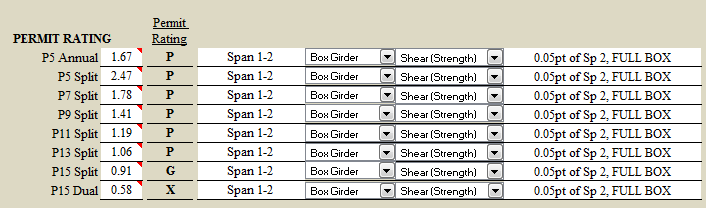 Permit
PERMIT RATING Rating
P5 Annual 1.67 P Span 1-2 Box Girder Shear (Strength) 0.05pt of Sp 2, FULL BOX
P5 Split 2.47 P Span 1-2 Box Girder Shear (Strength) 0.05pt of Sp 2, FULL BOX
P7 Split 1.78 P Span 1-2 Box Girder Shear (Strength) 0.05pt of Sp 2, FULL BOX
P9 Split 1.41 P Span 1-2 Box Girder Shear (Strength) 0.05pt of Sp 2, FULL BOX
P11 Split 1.19 P Span 1-2 Box Girder Shear (Strength) 0.05pt of Sp 2, FULL BOX
P13 Split 1.06 P Span 1-2 Box Girder Shear (Strength) 0.05pt of Sp 2, FULL BOX
P15 Split 0.91 G Span 1-2 Box Girder Shear (Strength) 0.05pt of Sp 2, FULL BOX
P15 Dual 0.58 X Span 1-2 Box Girder Shear (Strength) 0.05pt of Sp 2, FULL BOX